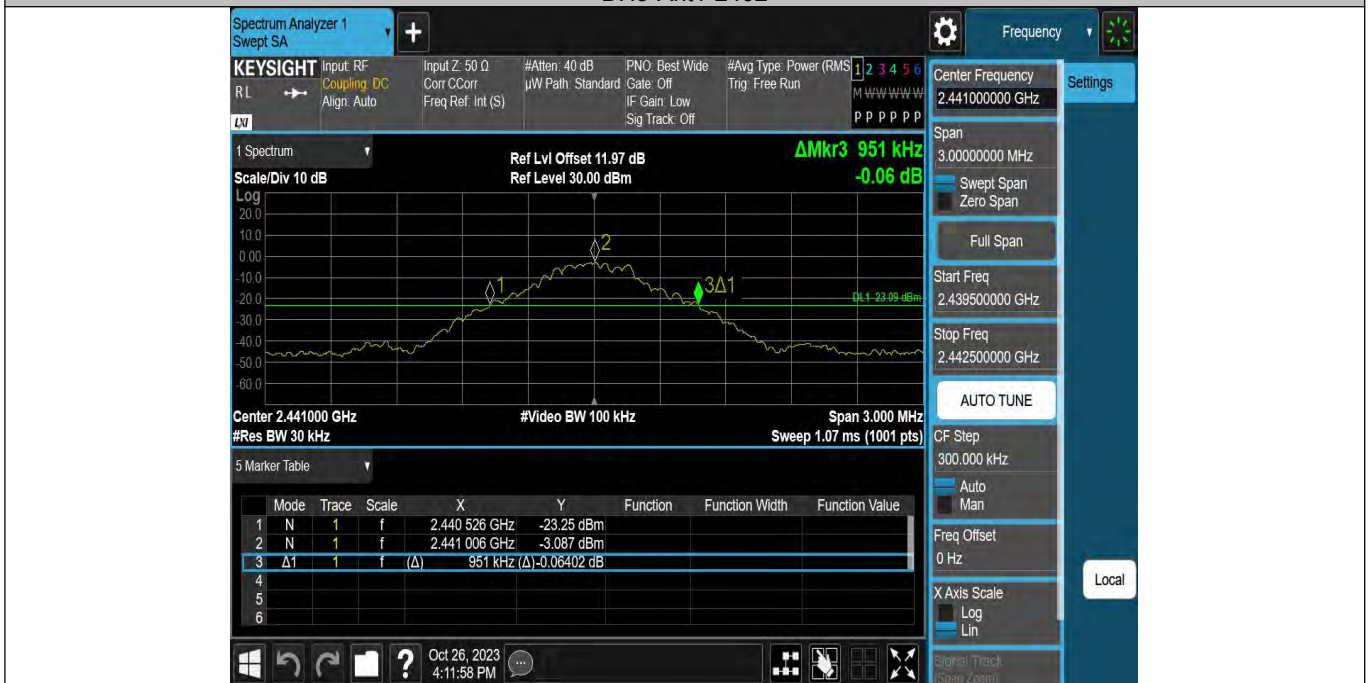 Spectrum Analyzer 1
Swept SA
+
Frequency
KEYSIGHT
RL
LXI
Input: RF
Coupling: DC
Align: Auto
Input Z: 50 Ω
Corr CCorr
Freq Ref: Int (S)
#Atten: 40 dB
µW Path: Standard
PNO: Best Wide
Gate: Off
IF Gain: Low
Sig Track: Off
#Avg Type: Power (RMS
Trig: Free Run
1 2 3 4 5 6
M W W W W W
P P P P P P
1 Spectrum
Scale/Div 10 dB
Ref Lvl Offset 11.97 dB
Ref Level 30.00 dBm
ΔMkr3 951 kHz
-0.06 dB
Log
20.0
10.0
0.00
-10.0
-20.0
-30.0
-40.0
-50.0
-60.0
1
2
3Δ1
DL1 -23.09 dBm
Center 2.441000 GHz
#Video BW 100 kHz
Span 3.000 MHz
#Res BW 30 kHz
Sweep 1.07 ms (1001 pts)
5 Marker Table
Mode Trace Scale X Y Function Function Width Function Value
1 N 1 f 2.440 526 GHz -23.25 dBm
2 N 1 f 2.441 006 GHz -3.087 dBm
3 Δ1 1 f (Δ) 951 kHz (Δ) -0.06402 dB
4
5
6
Oct 26, 2023
4:11:58 PM
?
Center Frequency
2.441000000 GHz
Settings
Span
3.00000000 MHz
Swept Span
Zero Span
Full Span
Start Freq
2.439500000 GHz
Stop Freq
2.442500000 GHz
AUTO TUNE
CF Step
300.000 kHz
Auto
Man
Freq Offset
0 Hz
X Axis Scale
Log
Lin
Local
Signal Track
(Span Zoom)